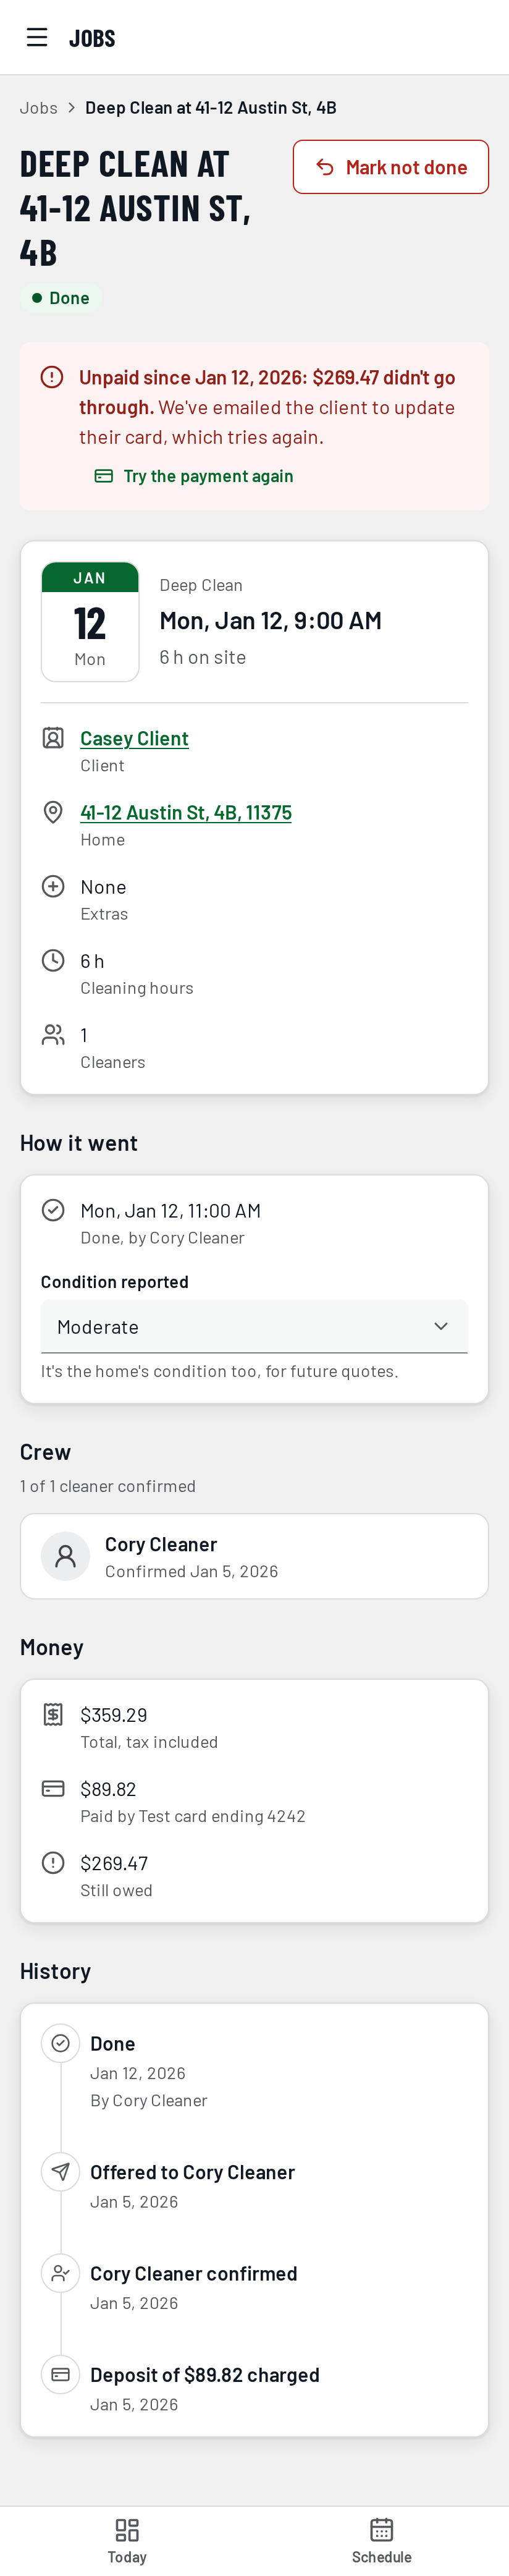 JOBS
Jobs > Deep Clean at 41-12 Austin St, 4B
DEEP CLEAN AT
41-12 AUSTIN ST,
4B
Mark not done
Done
Unpaid since Jan 12, 2026: $269.47 didn't go
through. We've emailed the client to update
their card, which tries again.
Try the payment again
JAN
12
Mon
Deep Clean
Mon, Jan 12, 9:00 AM
6 h on site
Casey Client
Client
41-12 Austin St, 4B, 11375
Home
None
Extras
6 h
Cleaning hours
1
Cleaners
How it went
Mon, Jan 12, 11:00 AM
Done, by Cory Cleaner
Condition reported
Moderate
It's the home's condition too, for future quotes.
Crew
1 of 1 cleaner confirmed
Cory Cleaner
Confirmed Jan 5, 2026
Money
$359.29
Total, tax included
$89.82
Paid by Test card ending 4242
$269.47
Still owed
History
Done
Jan 12, 2026
By Cory Cleaner
Offered to Cory Cleaner
Jan 5, 2026
Cory Cleaner confirmed
Jan 5, 2026
Deposit of $89.82 charged
Jan 5, 2026
Today
Schedule